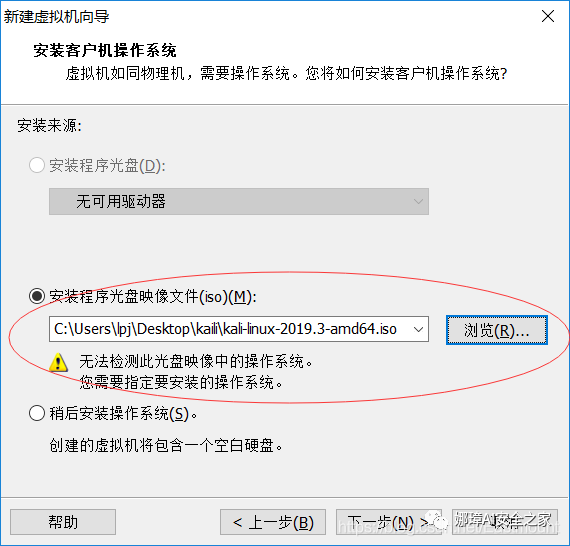 新建虚拟机向导
安装客户机操作系统
虚拟机如同物理机，需要操作系统。您将如何安装客户机操作系统?
安装来源:
安装程序光盘(D):
无可用驱动器
安装程序光盘映像文件(iso)(M):
C:\Users\lpj\Desktop\kaili\kali-linux-2019.3-amd64.iso
浏览(R)...
无法检测此光盘映像中的操作系统。
您需要指定要安装的操作系统。
稍后安装操作系统(S)。
创建的虚拟机将包含一个空白硬盘。
帮助
< 上一步(B)
下一步(N) >
娜璋AI安全之家